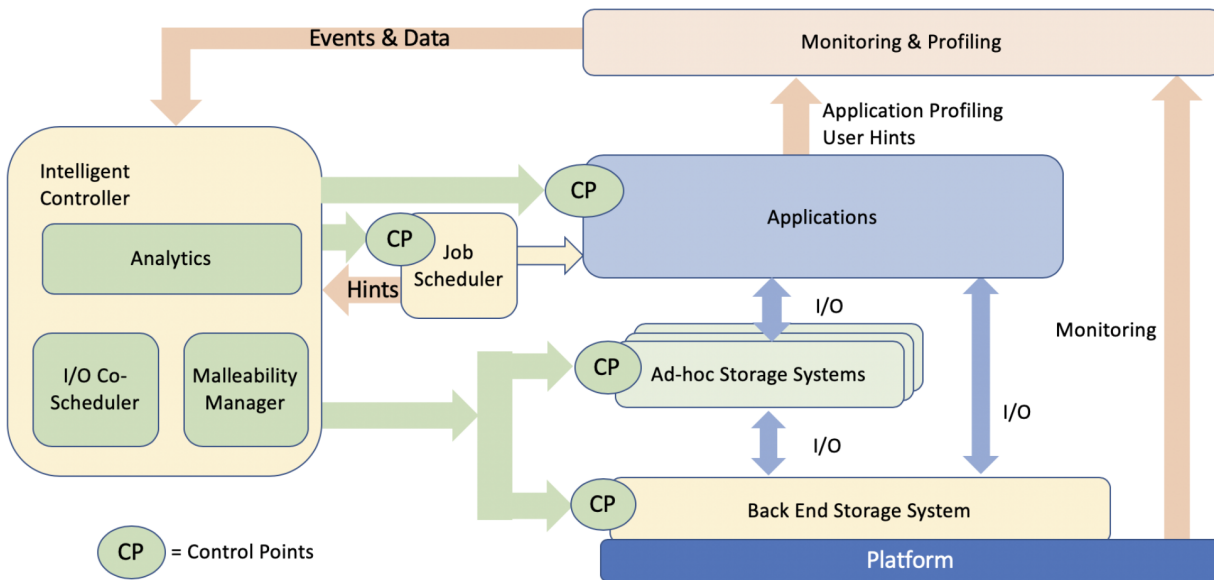 Events & Data
Monitoring & Profiling
Application Profiling
User Hints
Intelligent
Controller
CP
Applications
Analytics
CP
Job
Scheduler
Hints
I/O
Monitoring
I/O Co-
Scheduler
Malleability
Manager
CP
Ad-hoc Storage Systems
I/O
I/O
CP
Back End Storage System
CP = Control Points
Platform